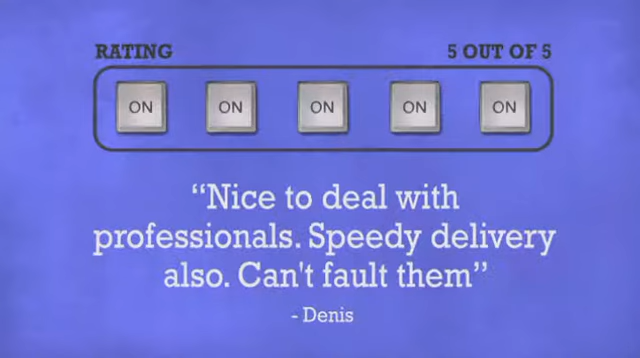 RATING 5 OUT OF 5
ON ON ON ON ON
“Nice to deal with
professionals. Speedy delivery
also. Can't fault them”
- Denis